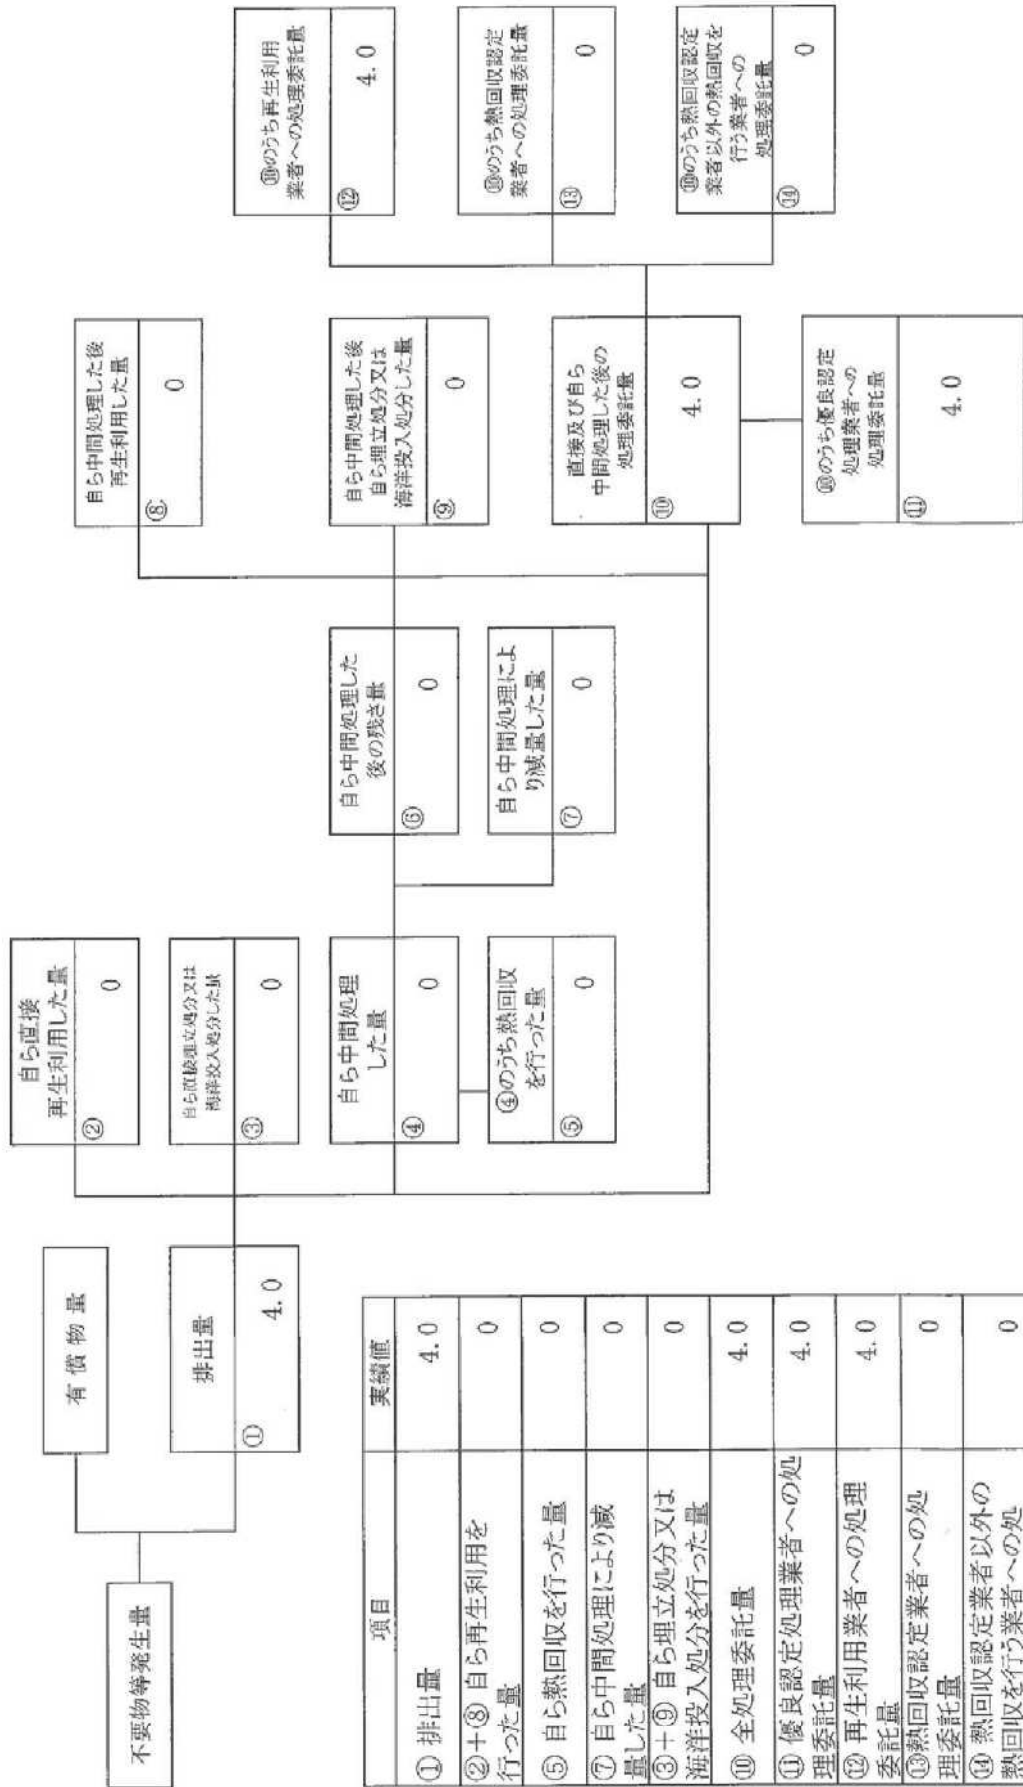 不要物等発生量
有償物量
排出量
①
4.0
自ら直接
再生利用した量
②
0
自ら直接埋立処分又は
海洋投入処分した量
③
0
自ら中間処理
した量
④
0
④のうち熱回収
を行った量
⑤
0
自ら中間処理した
後の残さ量
⑥
0
自ら中間処理によ
り減量した量
⑦
0
自ら中間処理した後
再生利用した量
⑧
0
自ら中間処理した後
自ら埋立処分又は
海洋投入処分した量
⑨
0
直接及び自ら
中間処理した後の
処理委託量
⑩
4.0
⑩のうち優良認定
処理業者への
処理委託量
⑪
4.0
⑩のうち再生利用
業者への処理委託量
⑫
4.0
⑩のうち熱回収認定
業者への処理委託量
⑬
0
⑩のうち熱回収認定
業者以外の熱回収を
行う業者への
処理委託量
⑭
0
項目 実績値
① 排出量 4.0
②+⑧ 自ら再生利用を
行った量 0
⑤ 自ら熱回収を行った量 0
⑦ 自ら中間処理により減
量した量 0
③+⑨ 自ら埋立処分又は
海洋投入処分を行った量 0
⑩ 全処理委託量 4.0
⑪ 優良認定処理業者への処
理委託量 4.0
⑫ 再生利用業者への処理
委託量 4.0
⑬熱回収認定業者への処
理委託量 0
⑭ 熱回収認定業者以外の
熱回収を行う業者への処 0